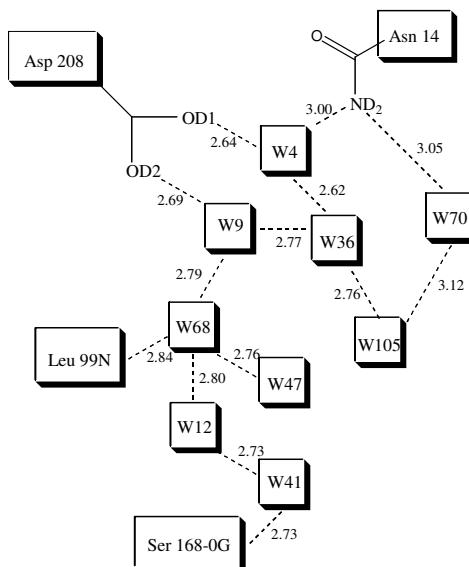 O
Asn 14
Asp 208
OD1
3.00
ND2
2.64
W4
3.05
OD2
2.69
2.62
W9
2.77
W36
W70
2.79
2.76
3.12
W68
Leu 99N
2.84
2.76
W105
2.80
W47
W12
2.73
W41
2.73
Ser 168-0G